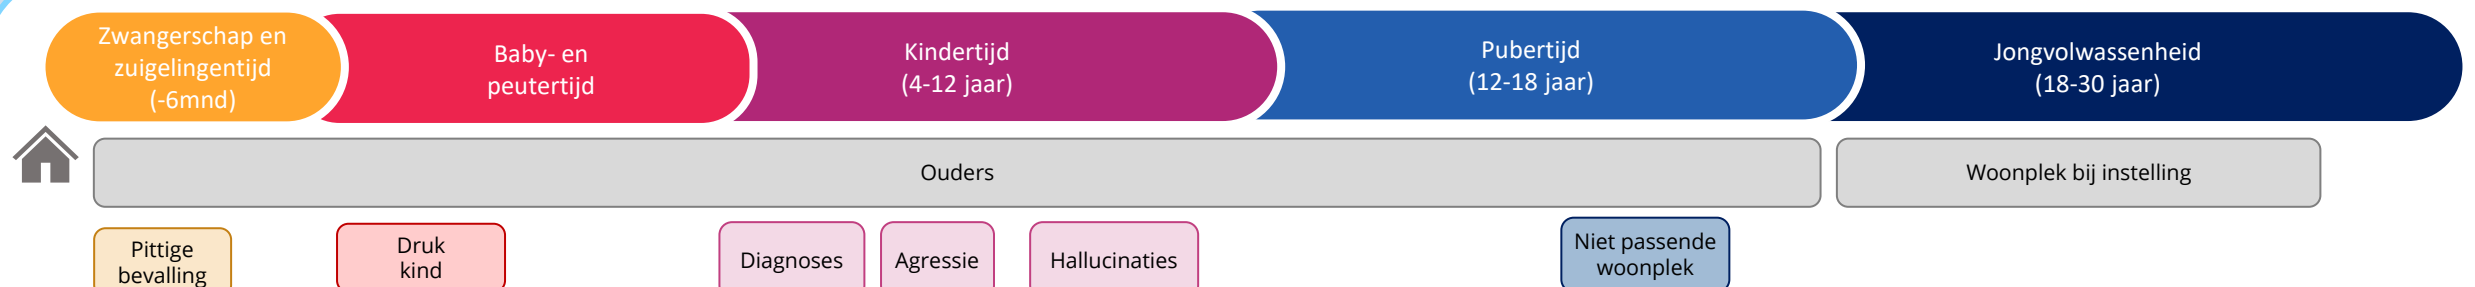 Zwangerschap en
zuigelingentijd
(-6mnd)
Baby- en
peutertijd
Kindertijd
(4-12 jaar)
Pubertijd
(12-18 jaar)
Jongvolwassenheid
(18-30 jaar)
Ouders
Woonplek bij instelling
Pittige
bevalling
Druk
kind
Diagnoses
Agressie
Hallucinaties
Niet passende
woonplek